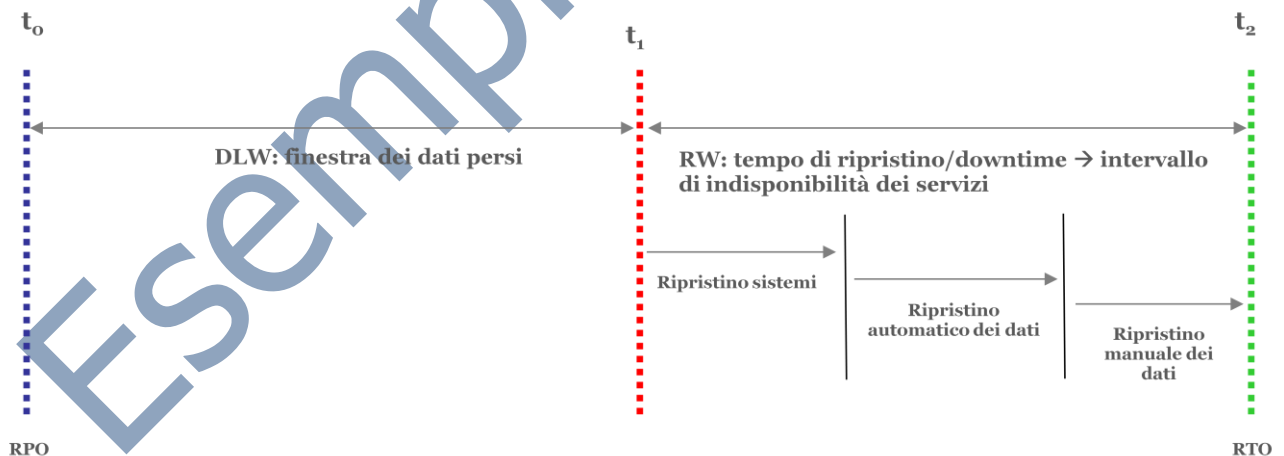 t₀
t₁
t₂
DLW: finestra dei dati persi
RW: tempo di ripristino/downtime → intervallo
di indisponibilità dei servizi
Ripristino sistemi
Ripristino
automatico dei dati
Ripristino
manuale dei
dati
RPO
RTO